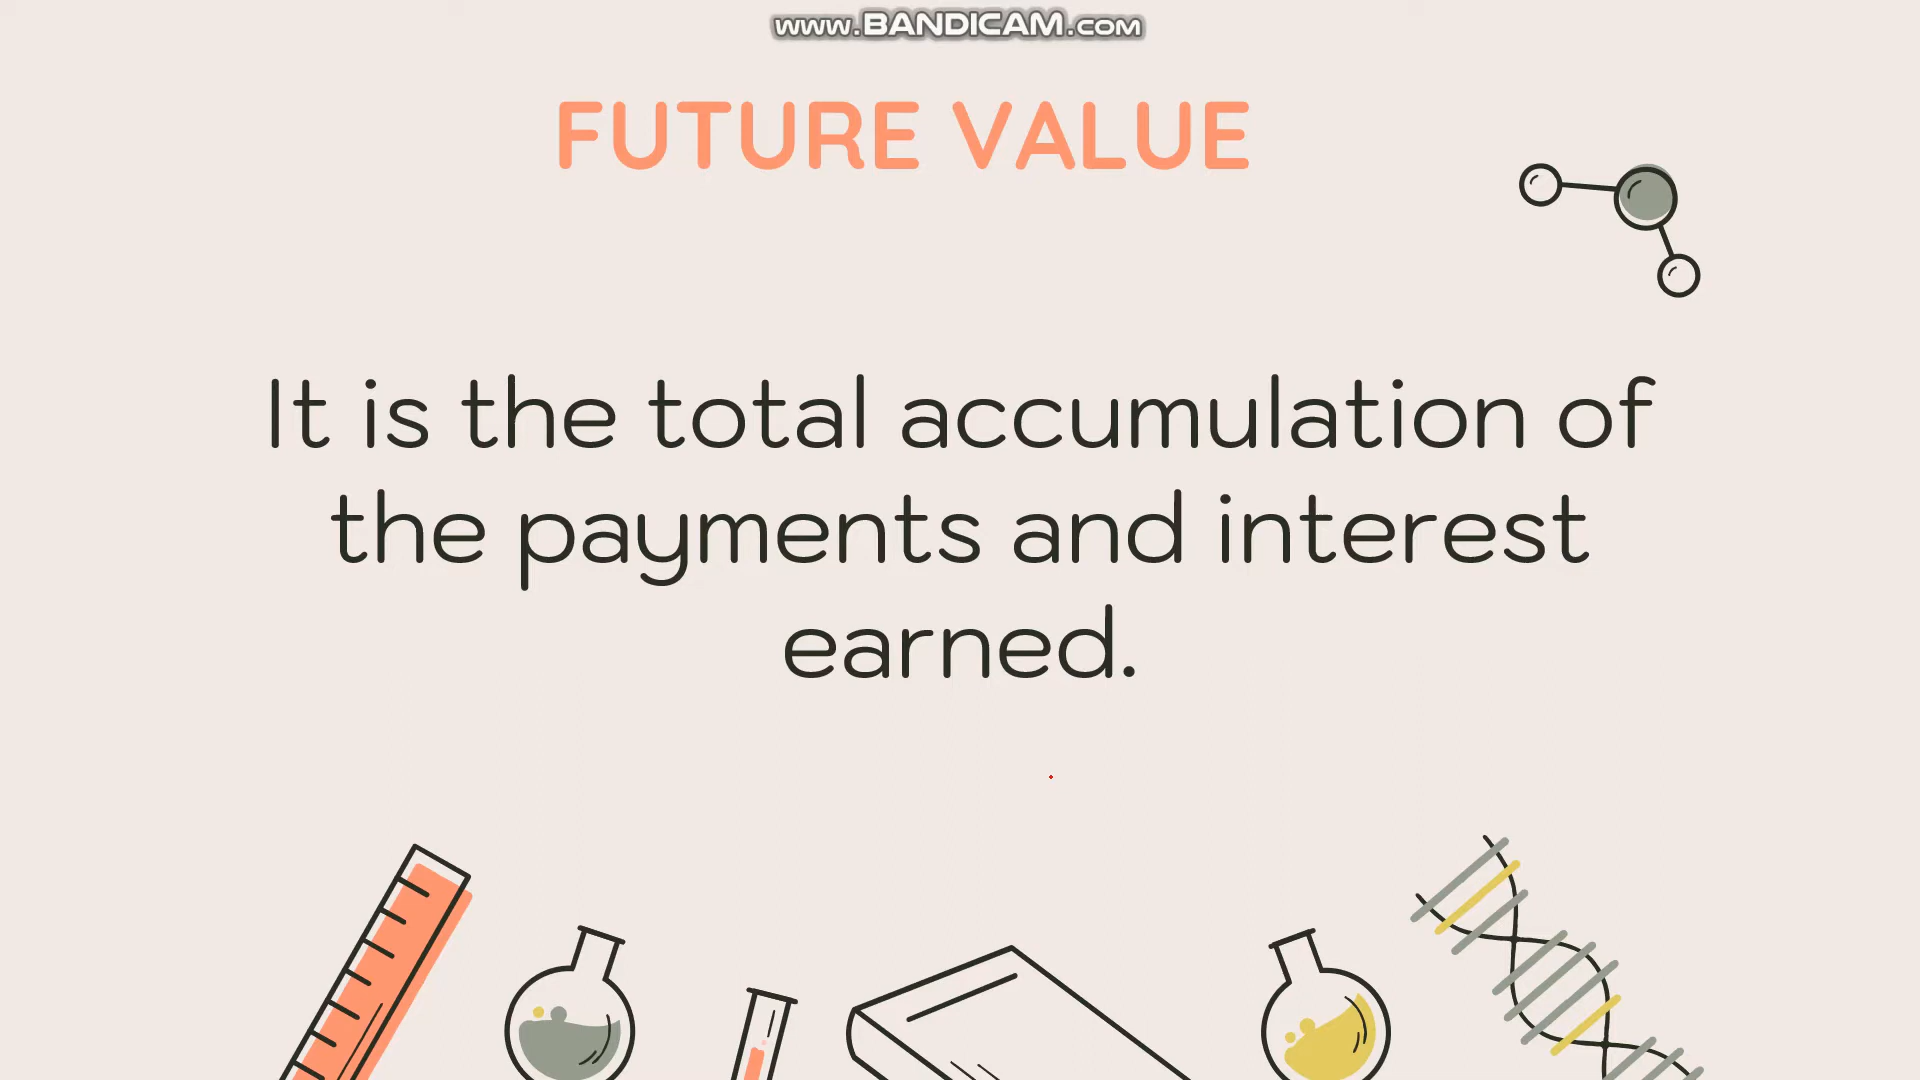 www.BANDICAM.com
FUTURE VALUE
It is the total accumulation of
the payments and interest
earned.